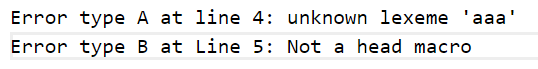 Error type A at line 4: unknown lexeme 'aaa'
Error type B at Line 5: Not a head macro